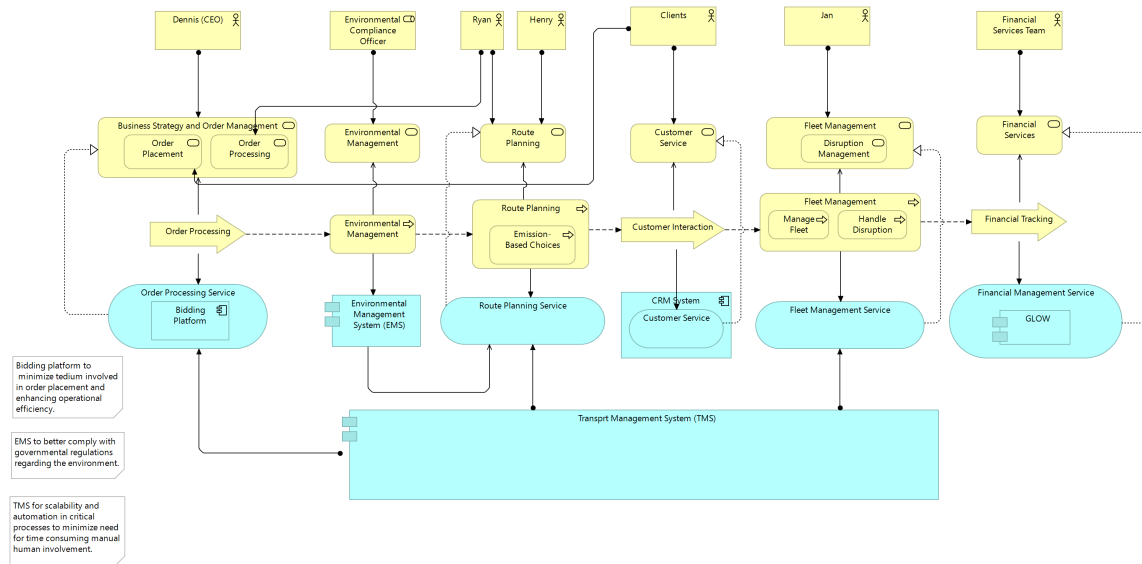 Dennis (CEO)
Environmental
Compliance
Officer
Ryan
Henry
Clients
Jan
Financial
Services Team
Business Strategy and Order Management
Order
Placement
Order
Processing
Environmental
Management
Route
Planning
Customer
Service
Fleet Management
Disruption
Management
Financial
Services
Order Processing
Environmental
Management
Route Planning
Emission-
Based Choices
Customer Interaction
Fleet Management
Manage
Fleet
Handle
Disruption
Financial Tracking
Order Processing Service
Bidding
Platform
Environmental
Management
System (EMS)
Route Planning Service
CRM System
Customer Service
Fleet Management Service
Financial Management Service
GLOW
Bidding platform to
minimize tedium involved
in order placement and
enhancing operational
efficiency.
Transprt Management System (TMS)
EMS to better comply with
governmental regulations
regarding the environment.
TMS for scalability and
automation in critical
processes to minimize need
for time consuming manual
human involvement.